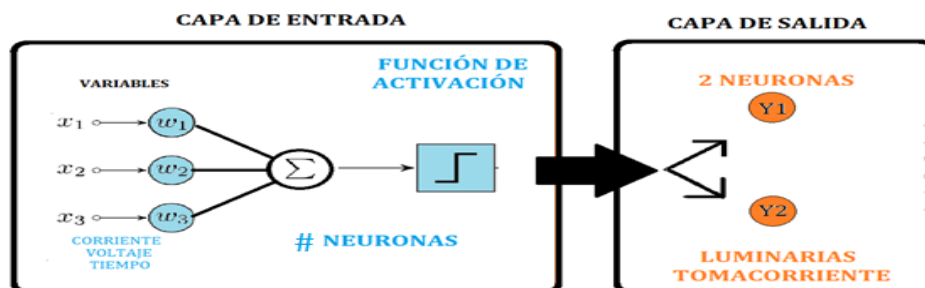 CAPA DE ENTRADA
VARIABLES
FUNCIÓN DE
ACTIVACIÓN
x₁ w₁
x₂ w₂
x₃ w₃
Σ
CORRIENTE
VOLTAJE
TIEMPO
# NEURONAS
CAPA DE SALIDA
2 NEURONAS
Y1
Y2
LUMINARIAS
TOMACORRIENTE